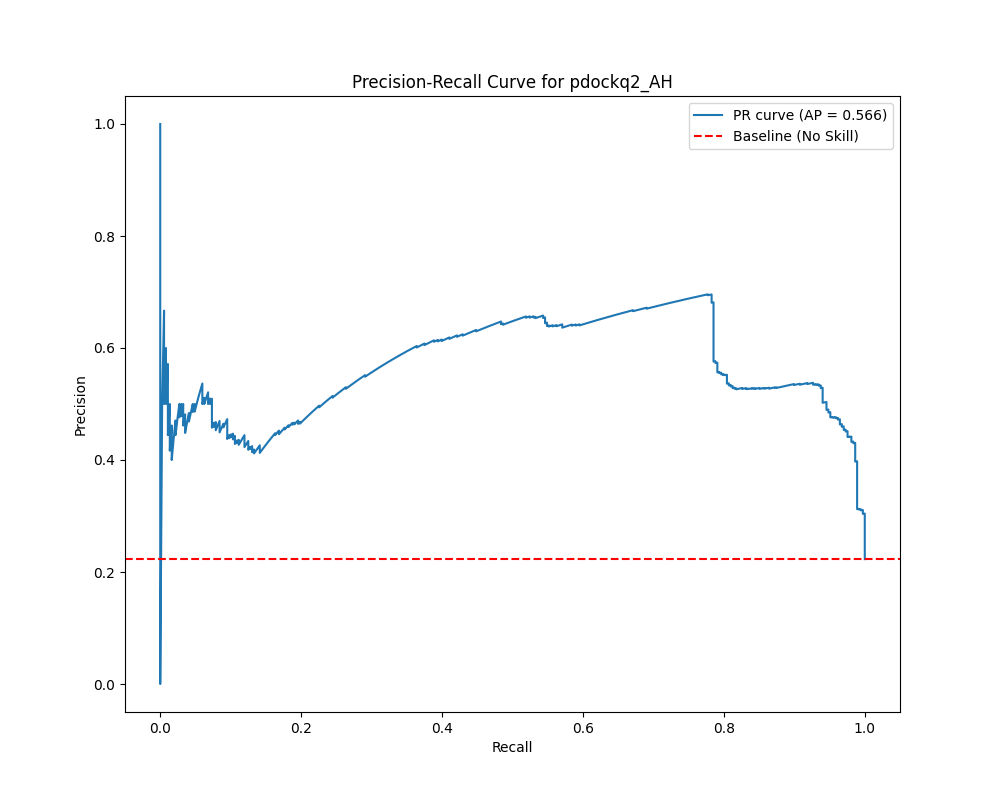 Precision-Recall Curve for pdockq2_AH
PR curve (AP = 0.566)
Baseline (No Skill)
1.0
0.8
0.6
0.4
0.2
0.0
Precision
0.0 0.2 0.4 0.6 0.8 1.0
Recall